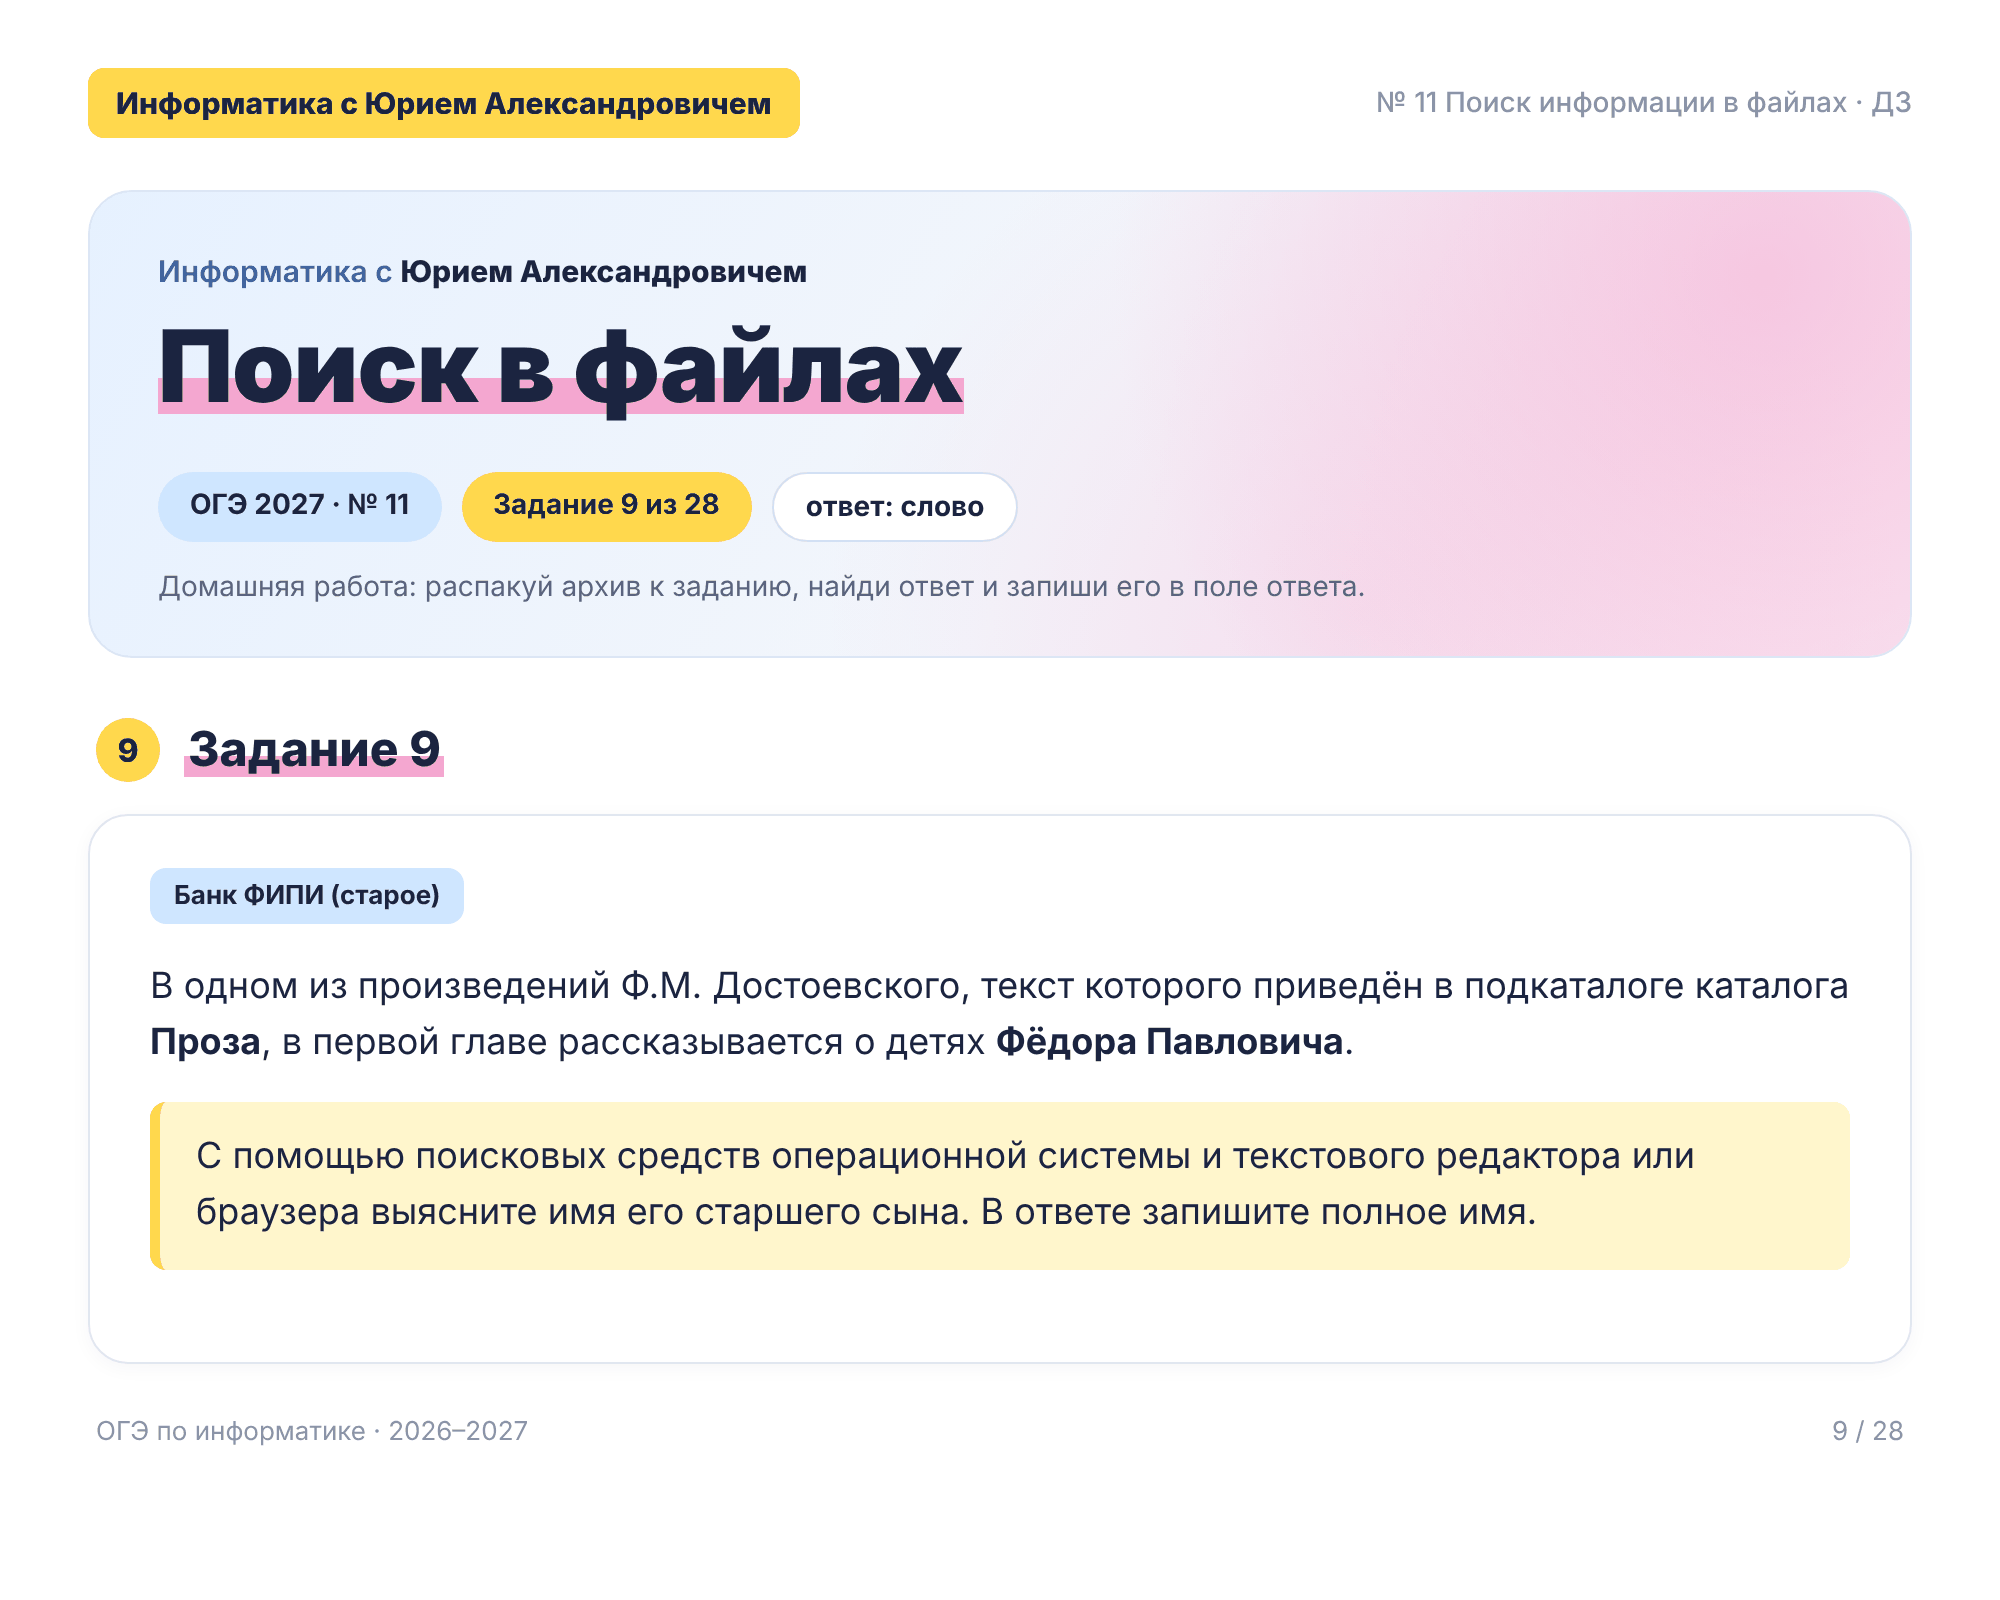 Информатика с Юрием Александровичем
№ 11 Поиск информации в файлах · ДЗ
Информатика с Юрием Александровичем
Поиск в файлах
ОГЭ 2027 · № 11
Задание 9 из 28
ответ: слово
Домашняя работа: распакуй архив к заданию, найди ответ и запиши его в поле ответа.
9
Задание 9
Банк ФИПИ (старое)
В одном из произведений Ф.М. Достоевского, текст которого приведён в подкаталоге каталога
Проза, в первой главе рассказывается о детях Фёдора Павловича.
С помощью поисковых средств операционной системы и текстового редактора или
браузера выясните имя его старшего сына. В ответе запишите полное имя.
ОГЭ по информатике · 2026–2027
9 / 28